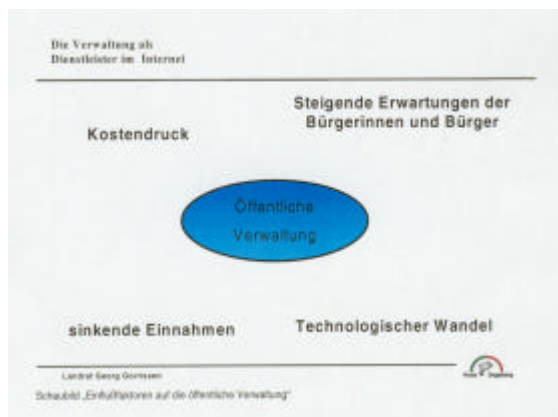 Die Verwaltung als
Dienstleister im Internet
Steigende Erwartungen der
Bürgerinnen und Bürger
Kostendruck
Öffentliche
Verwaltung
sinkende Einnahmen
Technologischer Wandel
Landrat Georg Gorrissen
Schaubild „Einflußfaktoren auf die öffentliche Verwaltung"